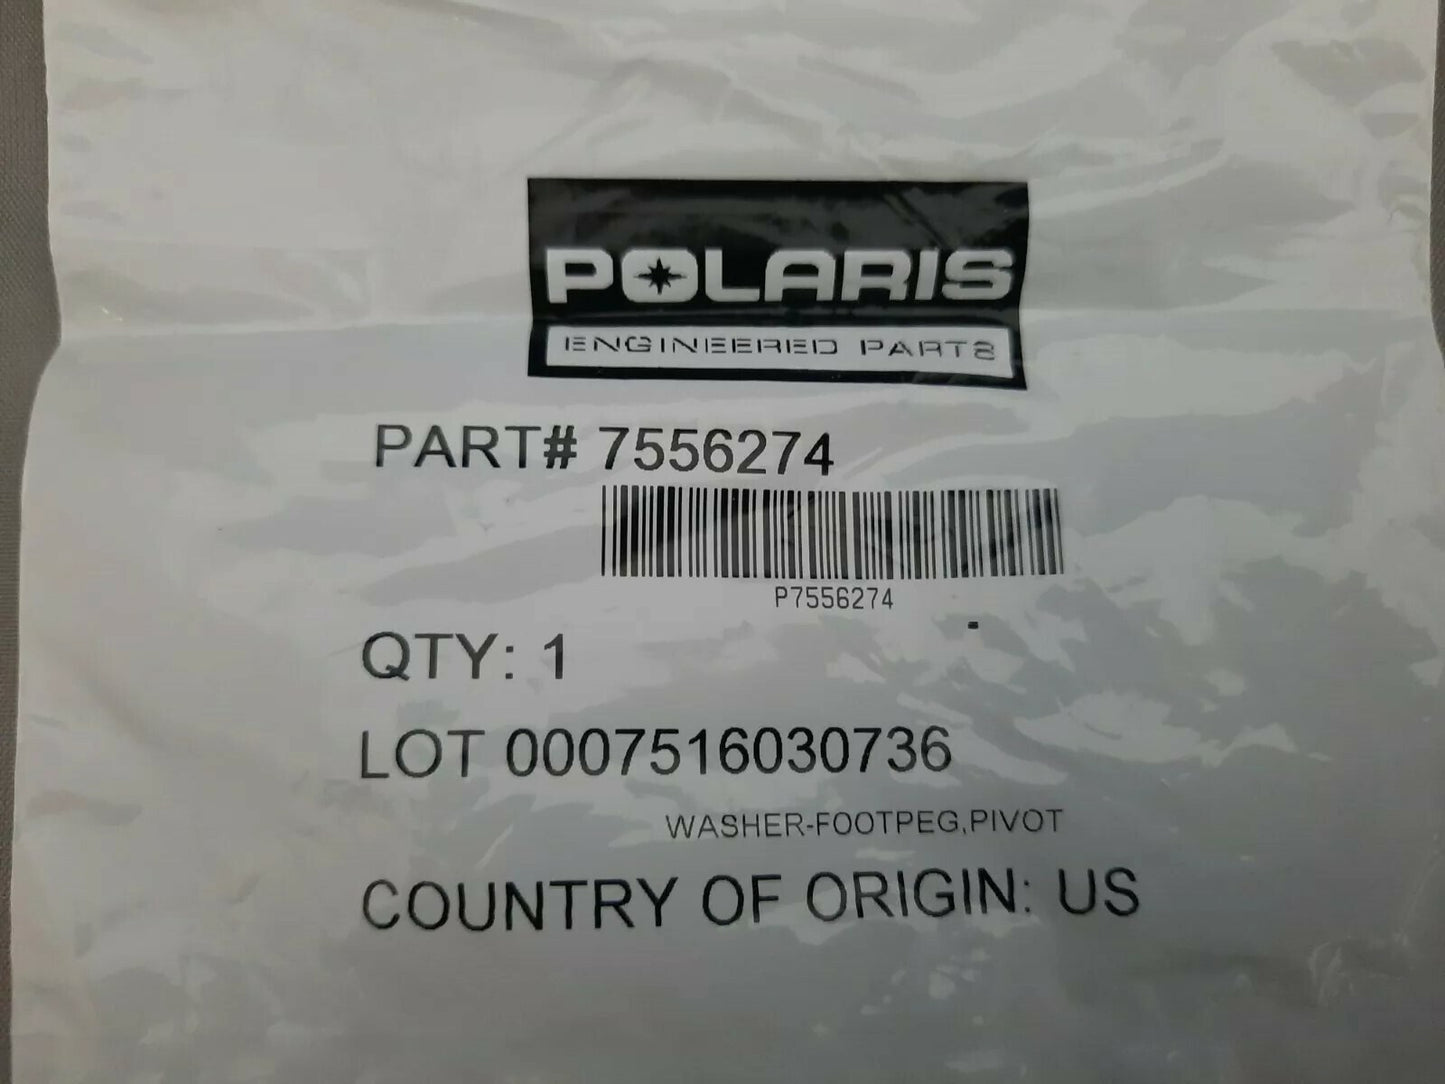 POLARIS
ENGINEERED PARTS
PART# 7556274
P7556274
QTY: 1
LOT 0007516030736
WASHER-FOOTPEG,PIVOT
COUNTRY OF ORIGIN: US